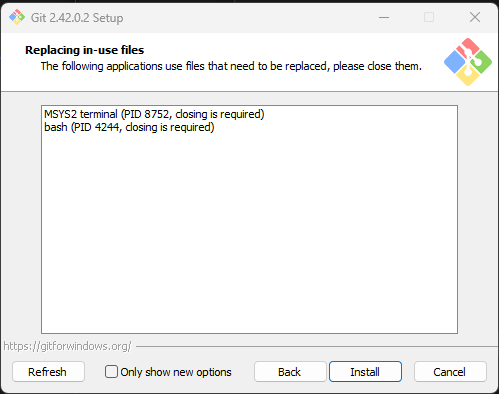 Git 2.42.0.2 Setup
Replacing in-use files
The following applications use files that need to be replaced, please close them.
MSYS2 terminal (PID 8752, closing is required)
bash (PID 4244, closing is required)
https://gitforwindows.org/
Refresh
Only show new options
Back
Install
Cancel